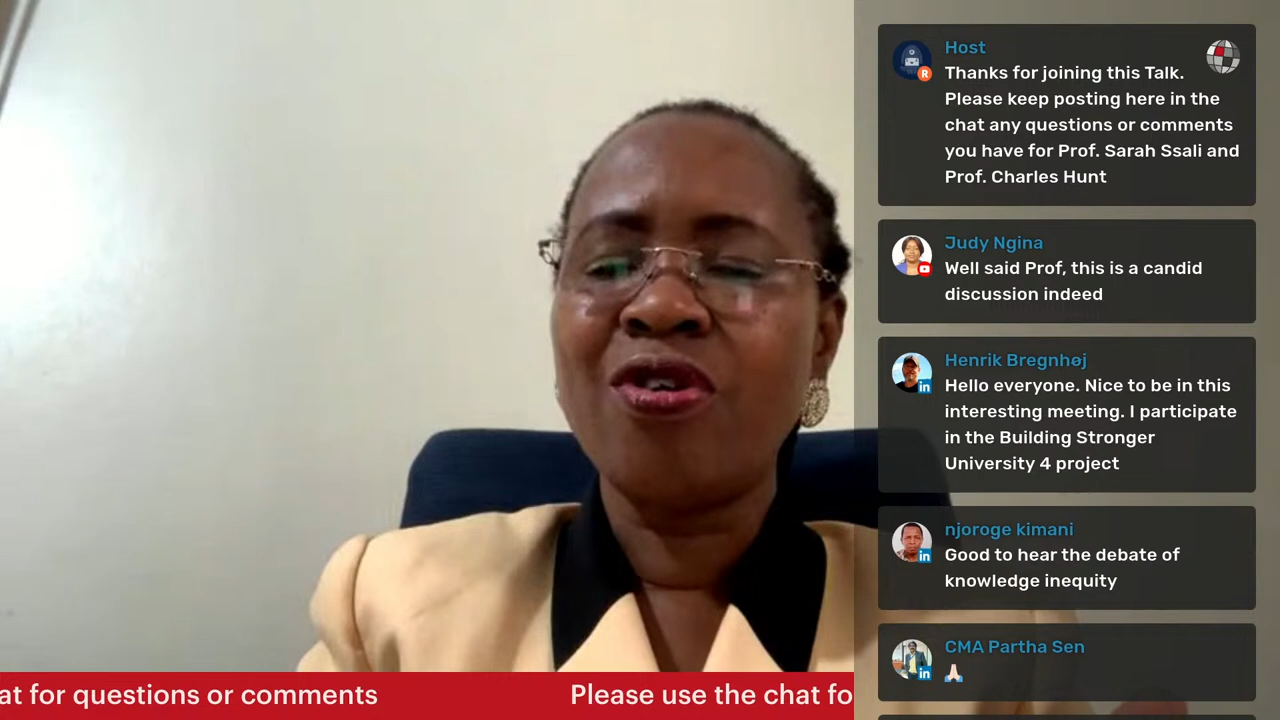 Host
Thanks for joining this Talk.
Please keep posting here in the
chat any questions or comments
you have for Prof. Sarah Ssali and
Prof. Charles Hunt
Judy Ngina
Well said Prof, this is a candid
discussion indeed
Henrik Bregnhøj
Hello everyone. Nice to be in this
interesting meeting. I participate
in the Building Stronger
University 4 project
njoroge kimani
Good to hear the debate of
knowledge inequity
CMA Partha Sen
🙏🏻
at for questions or comments
Please use the chat fo